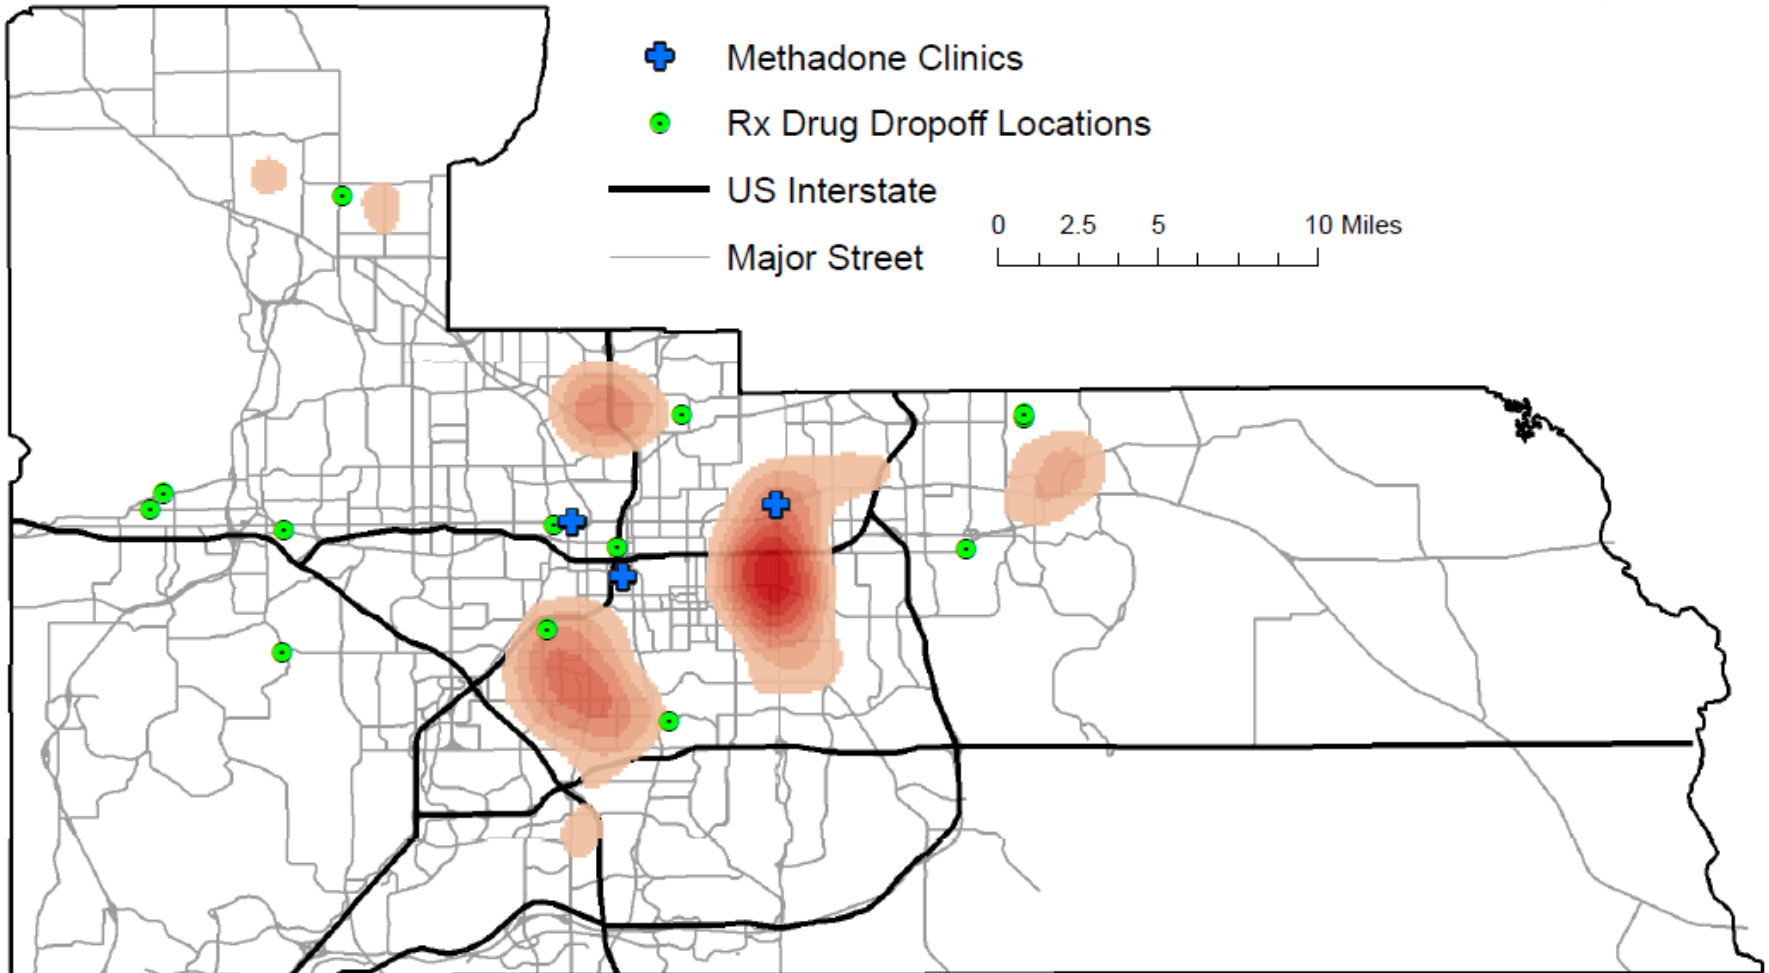 Methadone Clinics
Rx Drug Dropoff Locations
US Interstate
Major Street
0 2.5 5 10 Miles